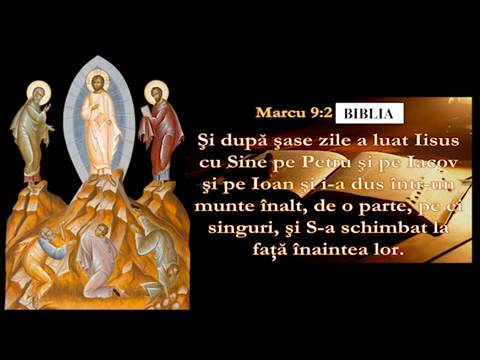 Marcu 9:2 BIBLIA
Şi după şase zile a luat Iisus
cu Sine pe Petru şi pe Iacov
şi pe Ioan şi i-a dus într-un
munte înalt, de o parte, pe ei
singuri, şi S-a schimbat la
faţă înaintea lor.